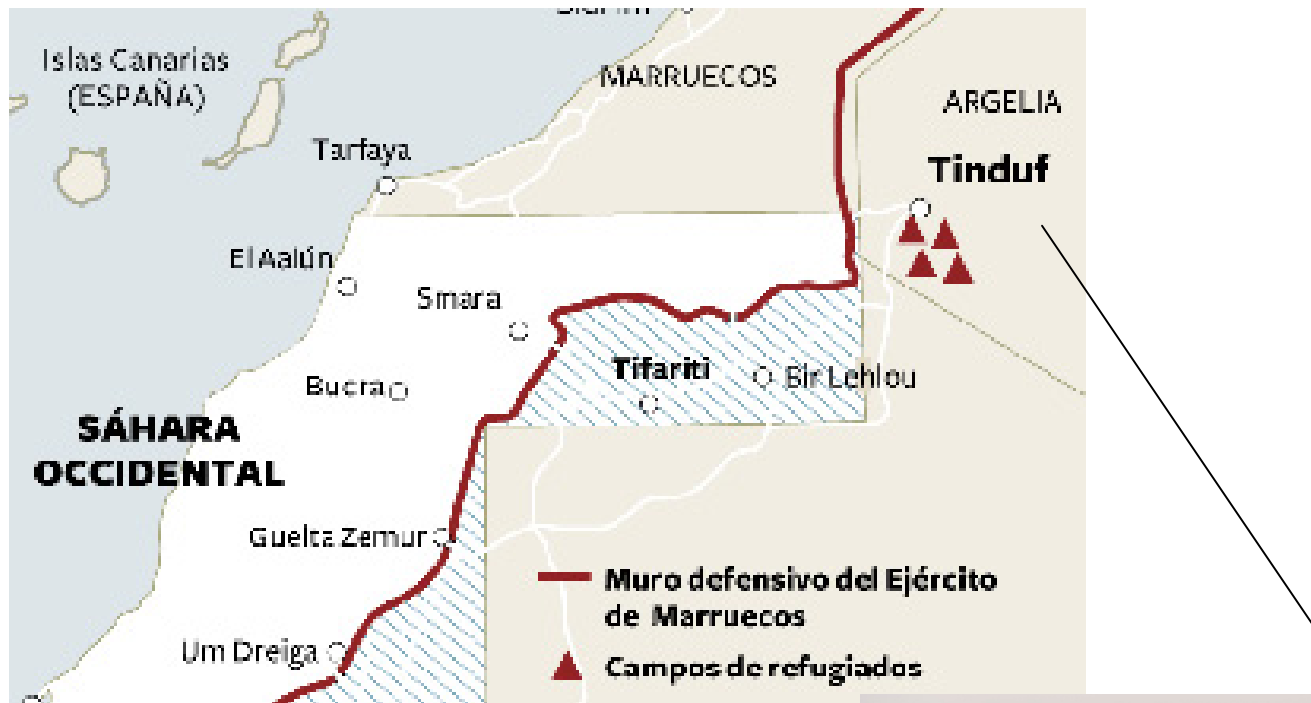 Islas Canarias
(ESPAÑA)
MARRUECOS
ARGELIA
Tarfaya
Tinduf
El Aaiún
Smara
Tifariti
Bir Lehlou
Bucra
SÁHARA
OCCIDENTAL
Guelta Zemur
Muro defensivo del Ejército
de Marruecos
Um Dreiga
Campos de refugiados